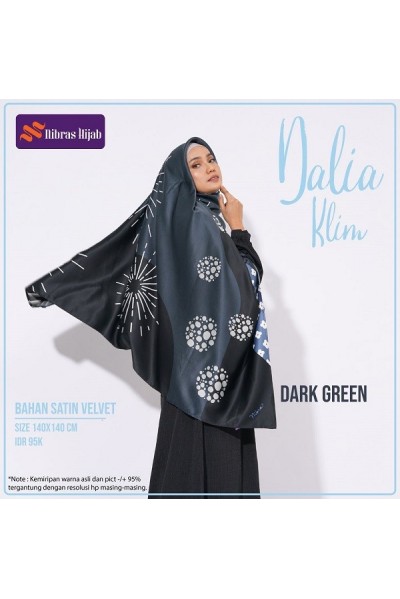 Nibras Hijab
Dalia
Klim
DARK GREEN
BAHAN SATIN VELVET
SIZE 140X140 CM
IDR 95K
*Note : Kemiripan warna asli dan pict -/+ 95%
tergantung dengan resolusi hp masing-masing.